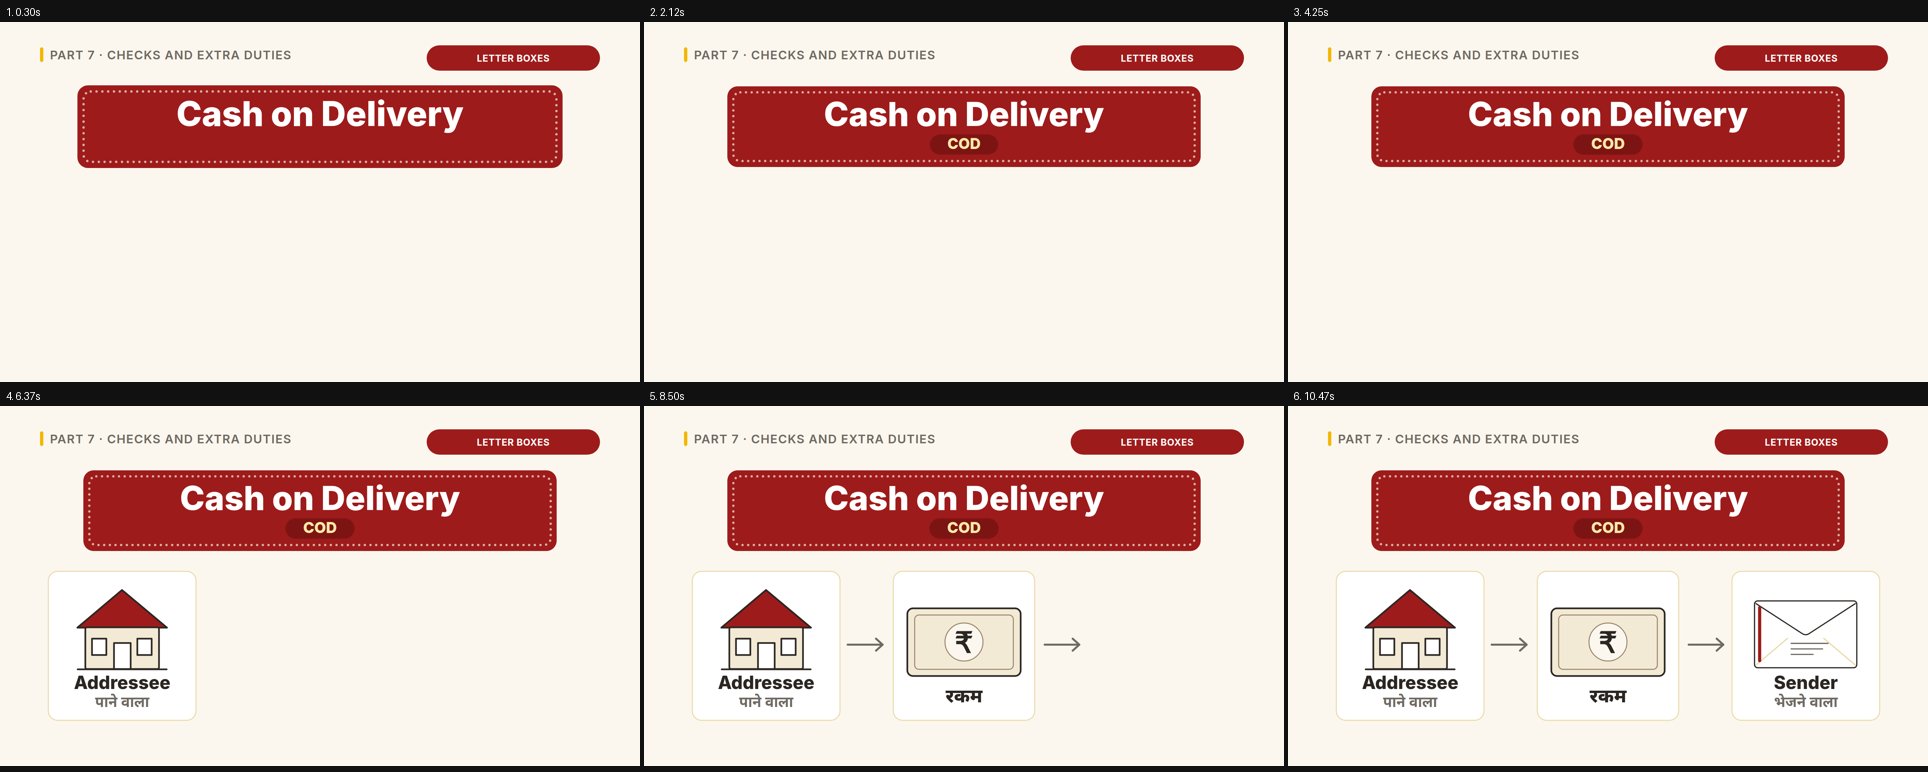 1. 0.30s
PART 7 · CHECKS AND EXTRA DUTIES
LETTER BOXES
Cash on Delivery
2. 2.12s
PART 7 · CHECKS AND EXTRA DUTIES
LETTER BOXES
Cash on Delivery
COD
3. 4.25s
PART 7 · CHECKS AND EXTRA DUTIES
LETTER BOXES
Cash on Delivery
COD
4. 6.37s
PART 7 · CHECKS AND EXTRA DUTIES
LETTER BOXES
Cash on Delivery
COD
Addressee
पाने वाला
5. 8.50s
PART 7 · CHECKS AND EXTRA DUTIES
LETTER BOXES
Cash on Delivery
COD
₹
Addressee
पाने वाला
रकम
6. 10.47s
PART 7 · CHECKS AND EXTRA DUTIES
LETTER BOXES
Cash on Delivery
COD
₹
Addressee
पाने वाला
रकम
Sender
भेजने वाला